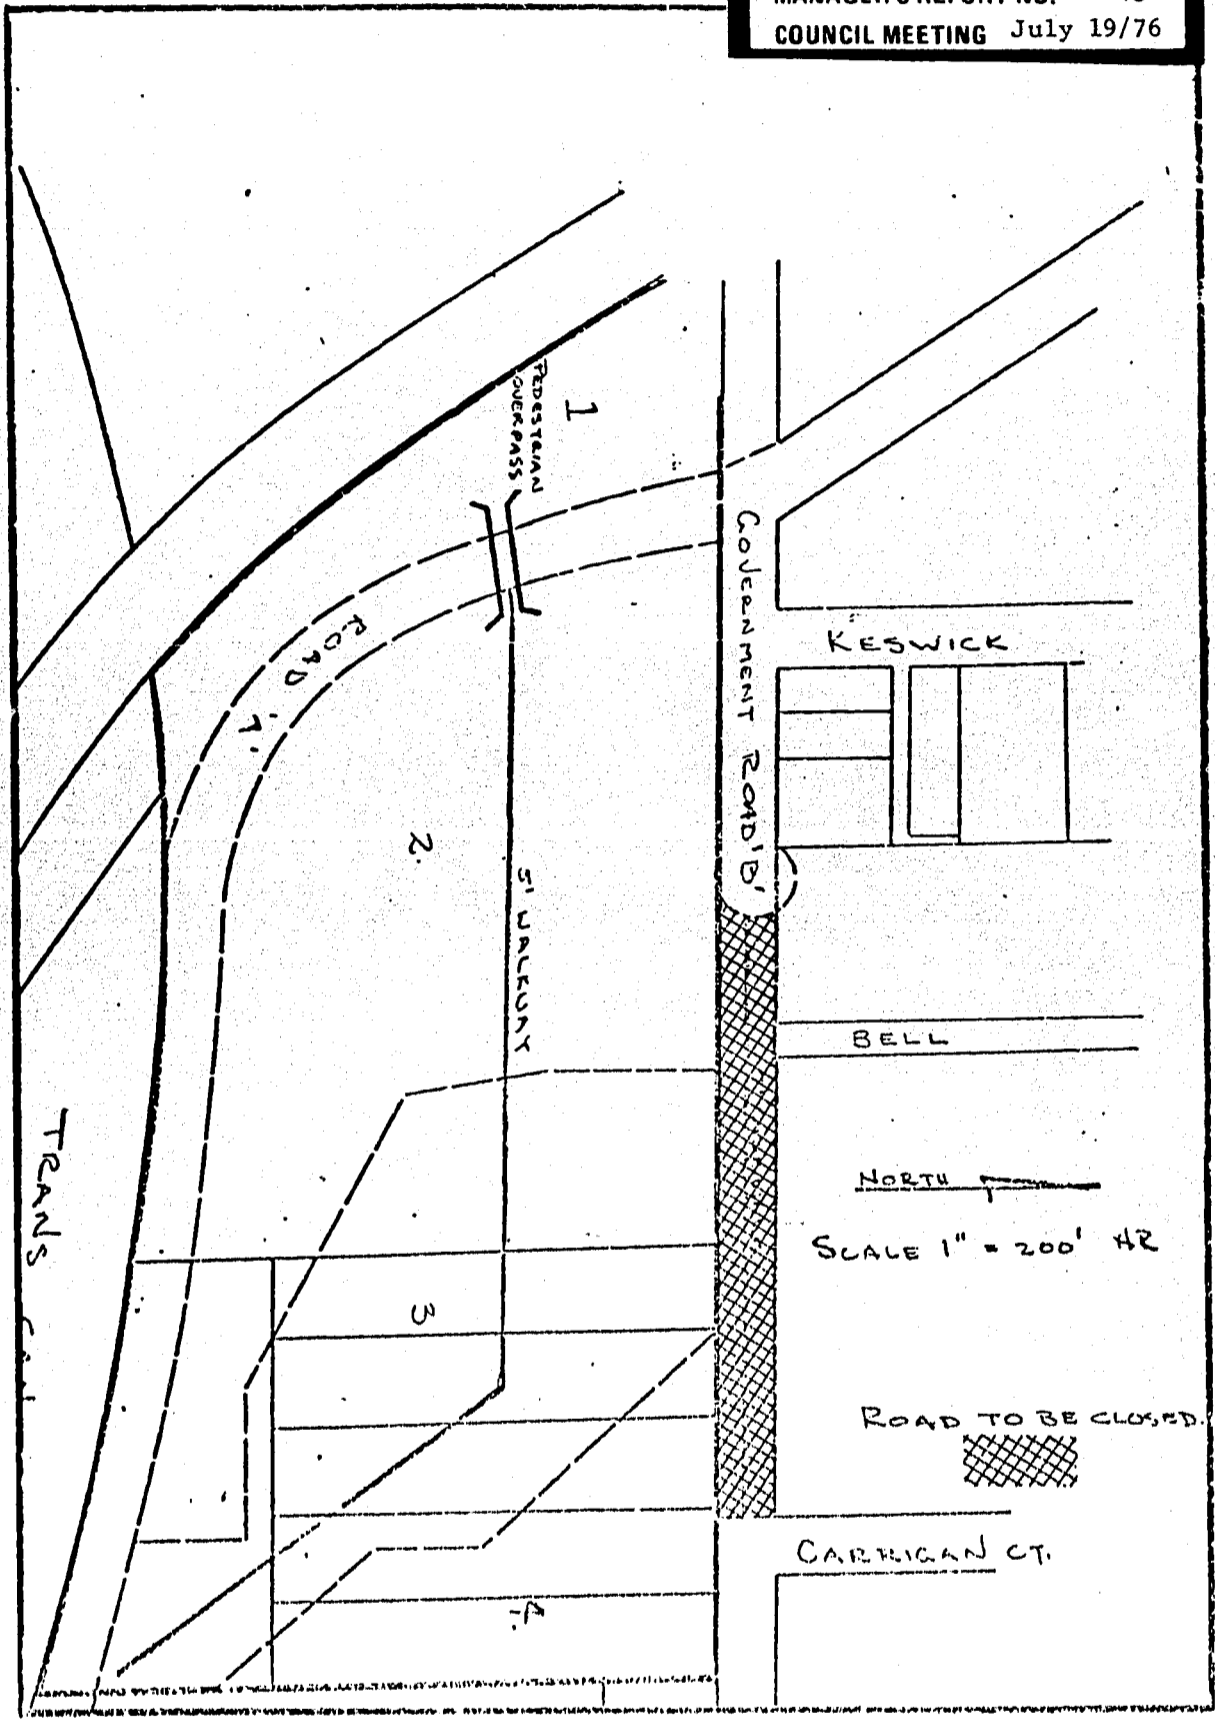 COUNCIL MEETING July 19/76
1
PEDESTRIAN
OVERPASS
GOVERNMENT ROAD 'B'
KESWICK
ROAD
2.
5' WALKWAY
BELL
NORTH
SCALE 1" = 200'
TRANS
3
ROAD TO BE CLOSED.
CARRIGAN CT.
4.